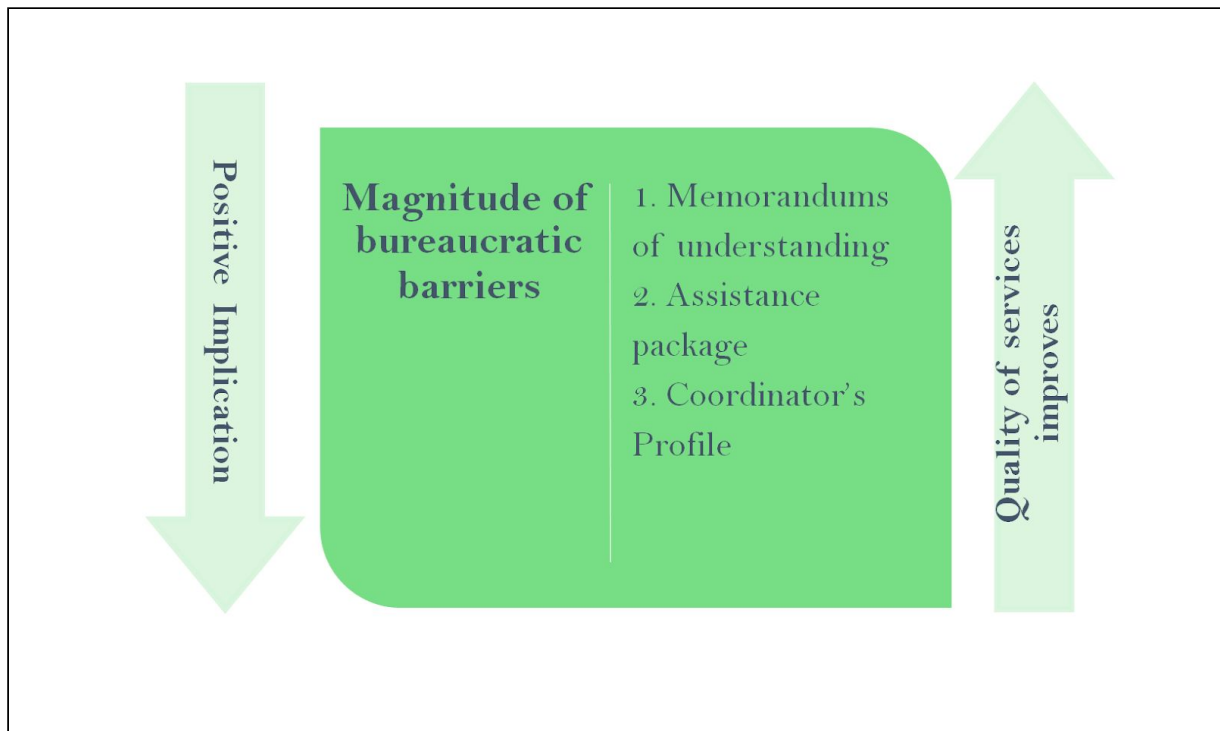 Positive Implication
Magnitude of
bureaucratic
barriers
1. Memorandums
of understanding
2. Assistance
package
3. Coordinator’s
Profile
Quality of services
improves